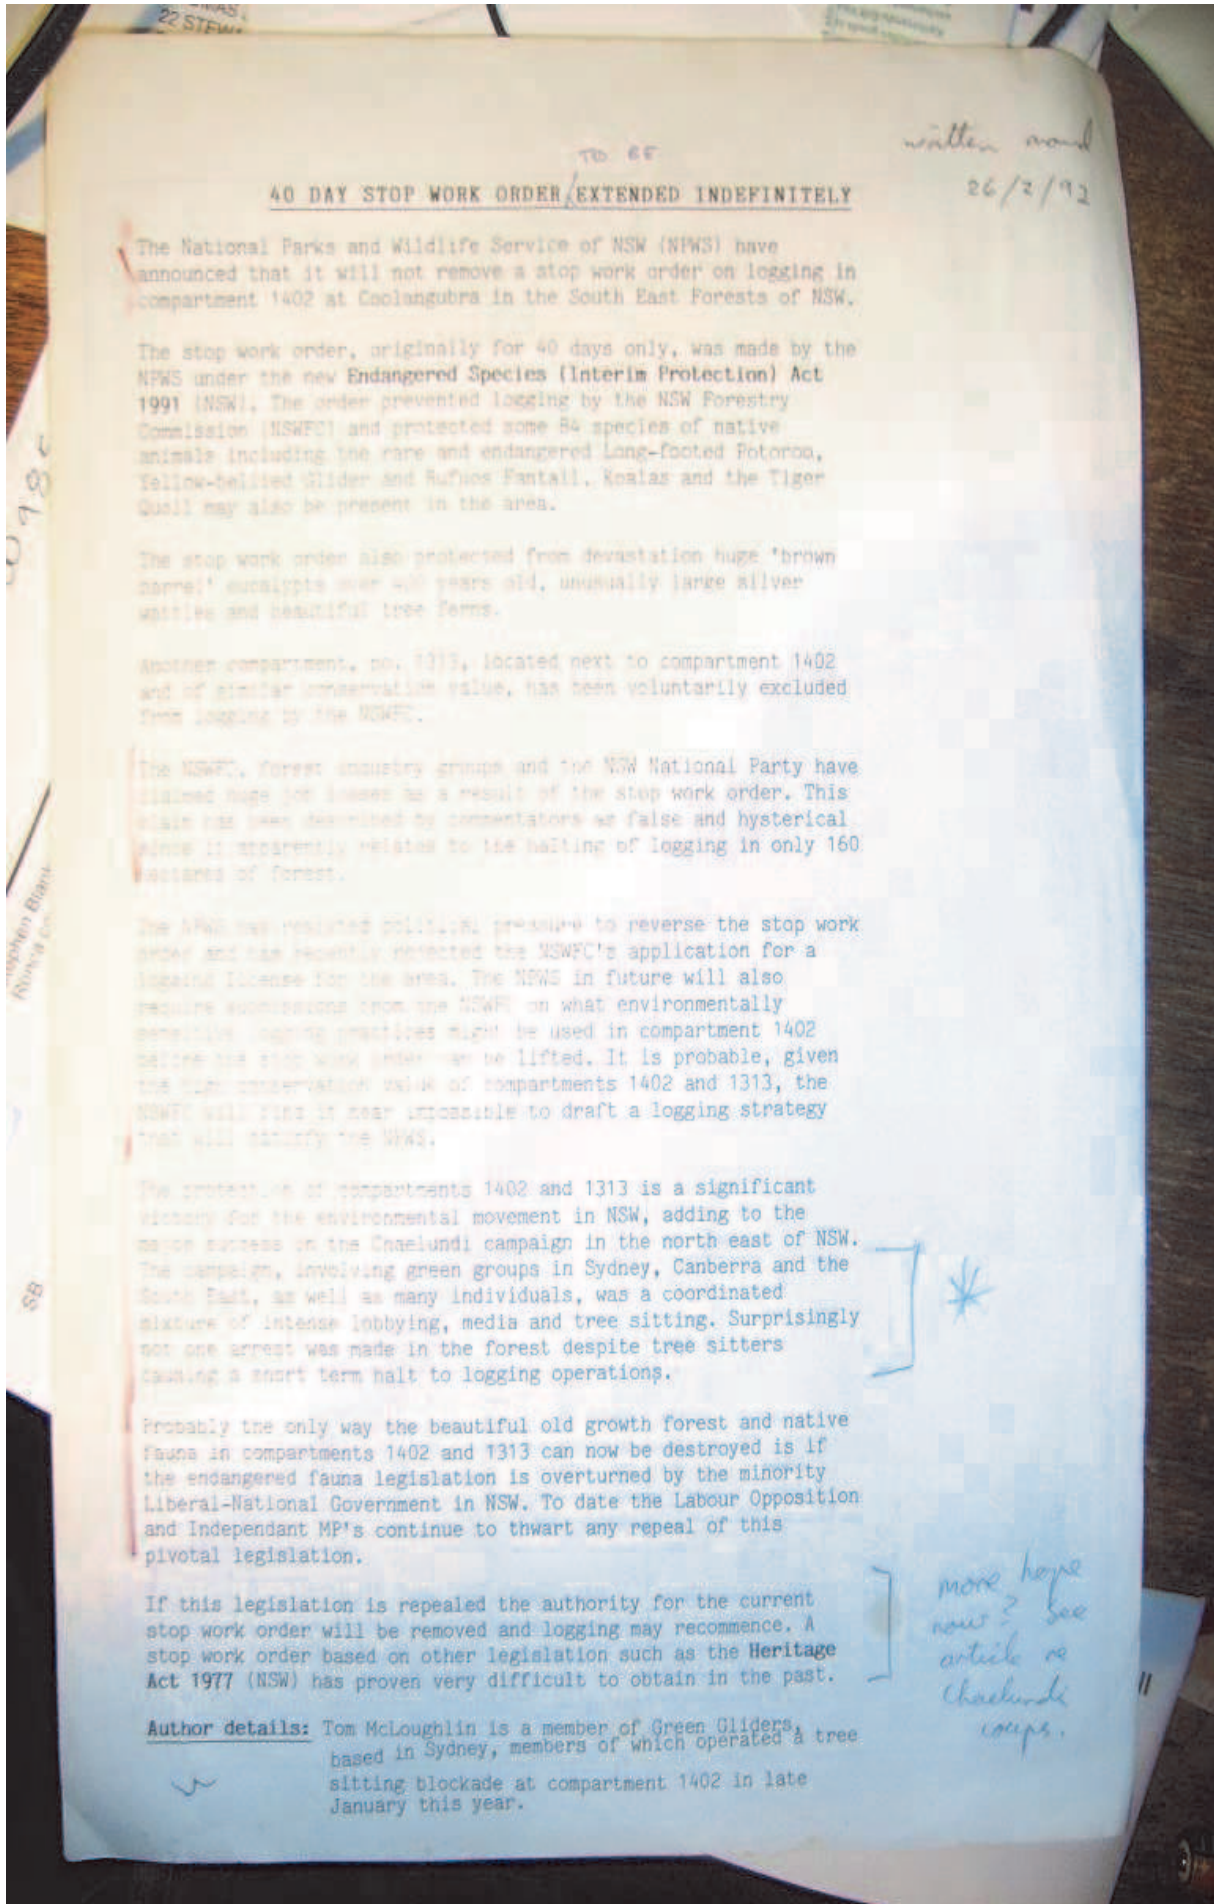 22 STEW
written round
26/2/92
TO BE
40 DAY STOP WORK ORDER/EXTENDED INDEFINITELY
The National Parks and Wildlife Service of NSW (NPWS) have
announced that it will not remove a stop work order on logging in
compartment 1402 at Coolangubra in the South East Forests of NSW.
The stop work order, originally for 40 days only, was made by the
NPWS under the new Endangered Species (Interim Protection) Act
1991 (NSW). The order prevented logging by the NSW Forestry
Commission (NSWFC) and protected some 84 species of native
animals including the rare and endangered Long-footed Potoroo,
Yellow-bellied Glider and Rufuos Fantail. Koalas and the Tiger
Quoll may also be present in the area.
The stop work order also protected from devastation huge 'brown
barrel' eucalypts over 400 years old, unusually large silver
wattles and beautiful tree ferns.
Another compartment, no. 1313, located next to compartment 1402
and of similar conservation value, has been voluntarily excluded
from logging by the NSWFC.
The NSWFC, forest industry groups and the NSW National Party have
claimed huge job losses as a result of the stop work order. This
claim has been described by commentators as false and hysterical
since it apparently relates to the halting of logging in only 160
hectares of forest.
The NPWS has resisted political pressure to reverse the stop work
order and has recently rejected the NSWFC's application for a
logging license for the area. The NPWS in future will also
require submissions from the NSWFC on what environmentally
sensitive logging practices might be used in compartment 1402
before the stop work order can be lifted. It is probable, given
the high conservation value of compartments 1402 and 1313, the
NSWFC will find it near impossible to draft a logging strategy
that will satisfy the NPWS.
The protection of compartments 1402 and 1313 is a significant
victory for the environmental movement in NSW, adding to the
major success in the Chaelundi campaign in the north east of NSW.
The campaign, involving green groups in Sydney, Canberra and the
South East, as well as many individuals, was a coordinated
mixture of intense lobbying, media and tree sitting. Surprisingly
not one arrest was made in the forest despite tree sitters
causing a short term halt to logging operations.
Probably the only way the beautiful old growth forest and native
fauna in compartments 1402 and 1313 can now be destroyed is if
the endangered fauna legislation is overturned by the minority
Liberal-National Government in NSW. To date the Labour Opposition
and Independant MP's continue to thwart any repeal of this
pivotal legislation.
If this legislation is repealed the authority for the current
stop work order will be removed and logging may recommence. A
stop work order based on other legislation such as the Heritage
Act 1977 (NSW) has proven very difficult to obtain in the past.
more hope
now? See
article re
Chaelundi
coups.
Author details: Tom McLoughlin is a member of Green Gliders,
based in Sydney, members of which operated a tree
sitting blockade at compartment 1402 in late
January this year.